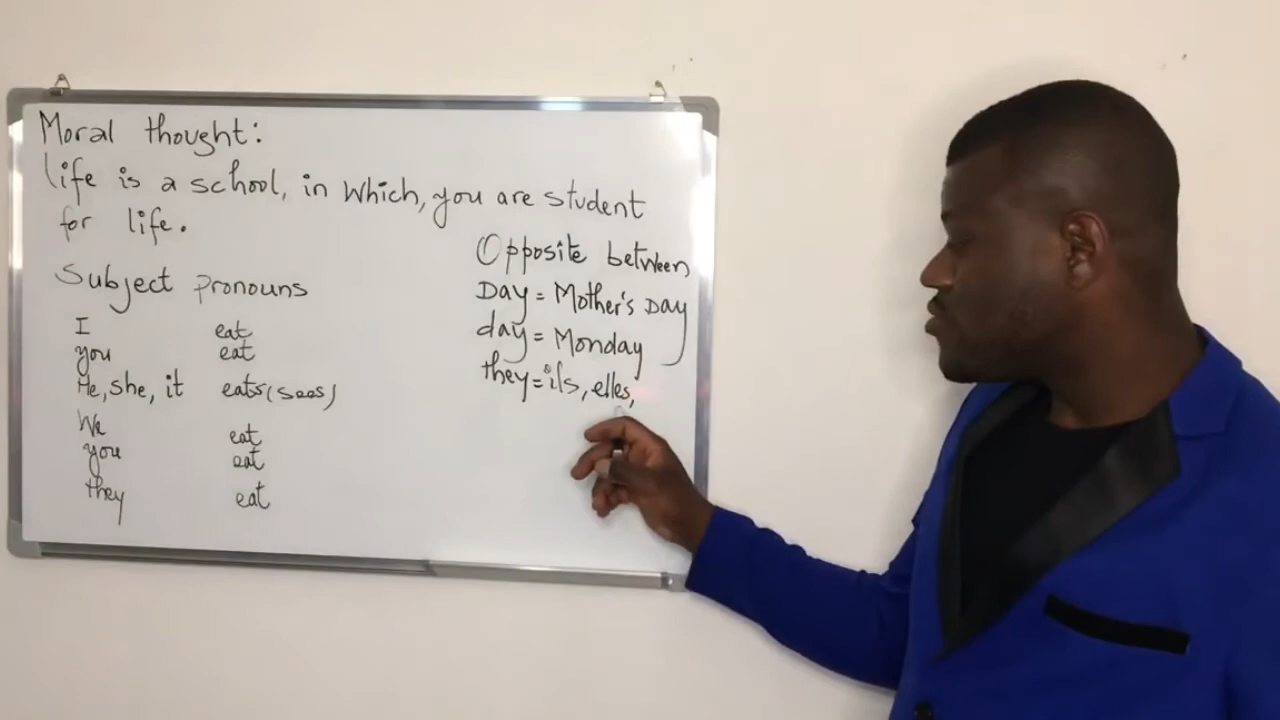 Moral thought:
life is a school, in which, you are student
for life.
Subject pronouns
I eat
you eat
He, she, it eats (sees)
We eat
you eat
they eat
Opposite between
Day = Mother's Day
day = Monday
they = ils, elles,